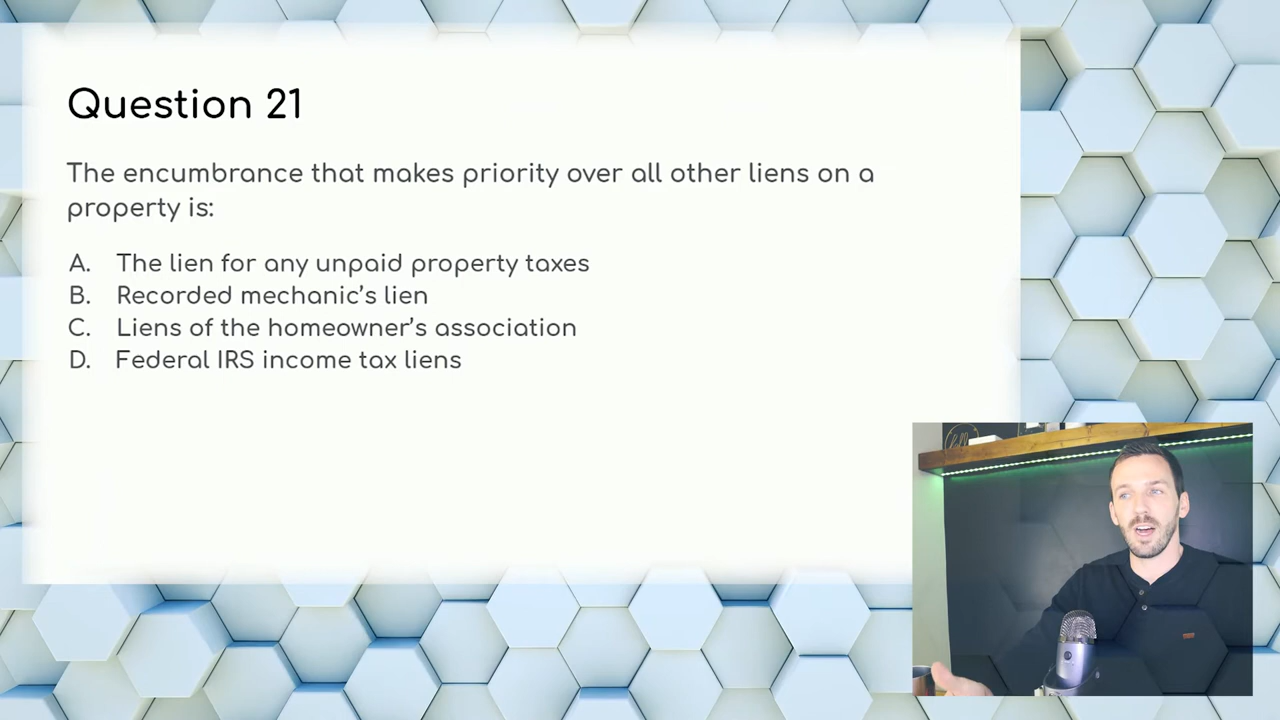 Question 21
The encumbrance that makes priority over all other liens on a
property is:
A. The lien for any unpaid property taxes
B. Recorded mechanic’s lien
C. Liens of the homeowner’s association
D. Federal IRS income tax liens